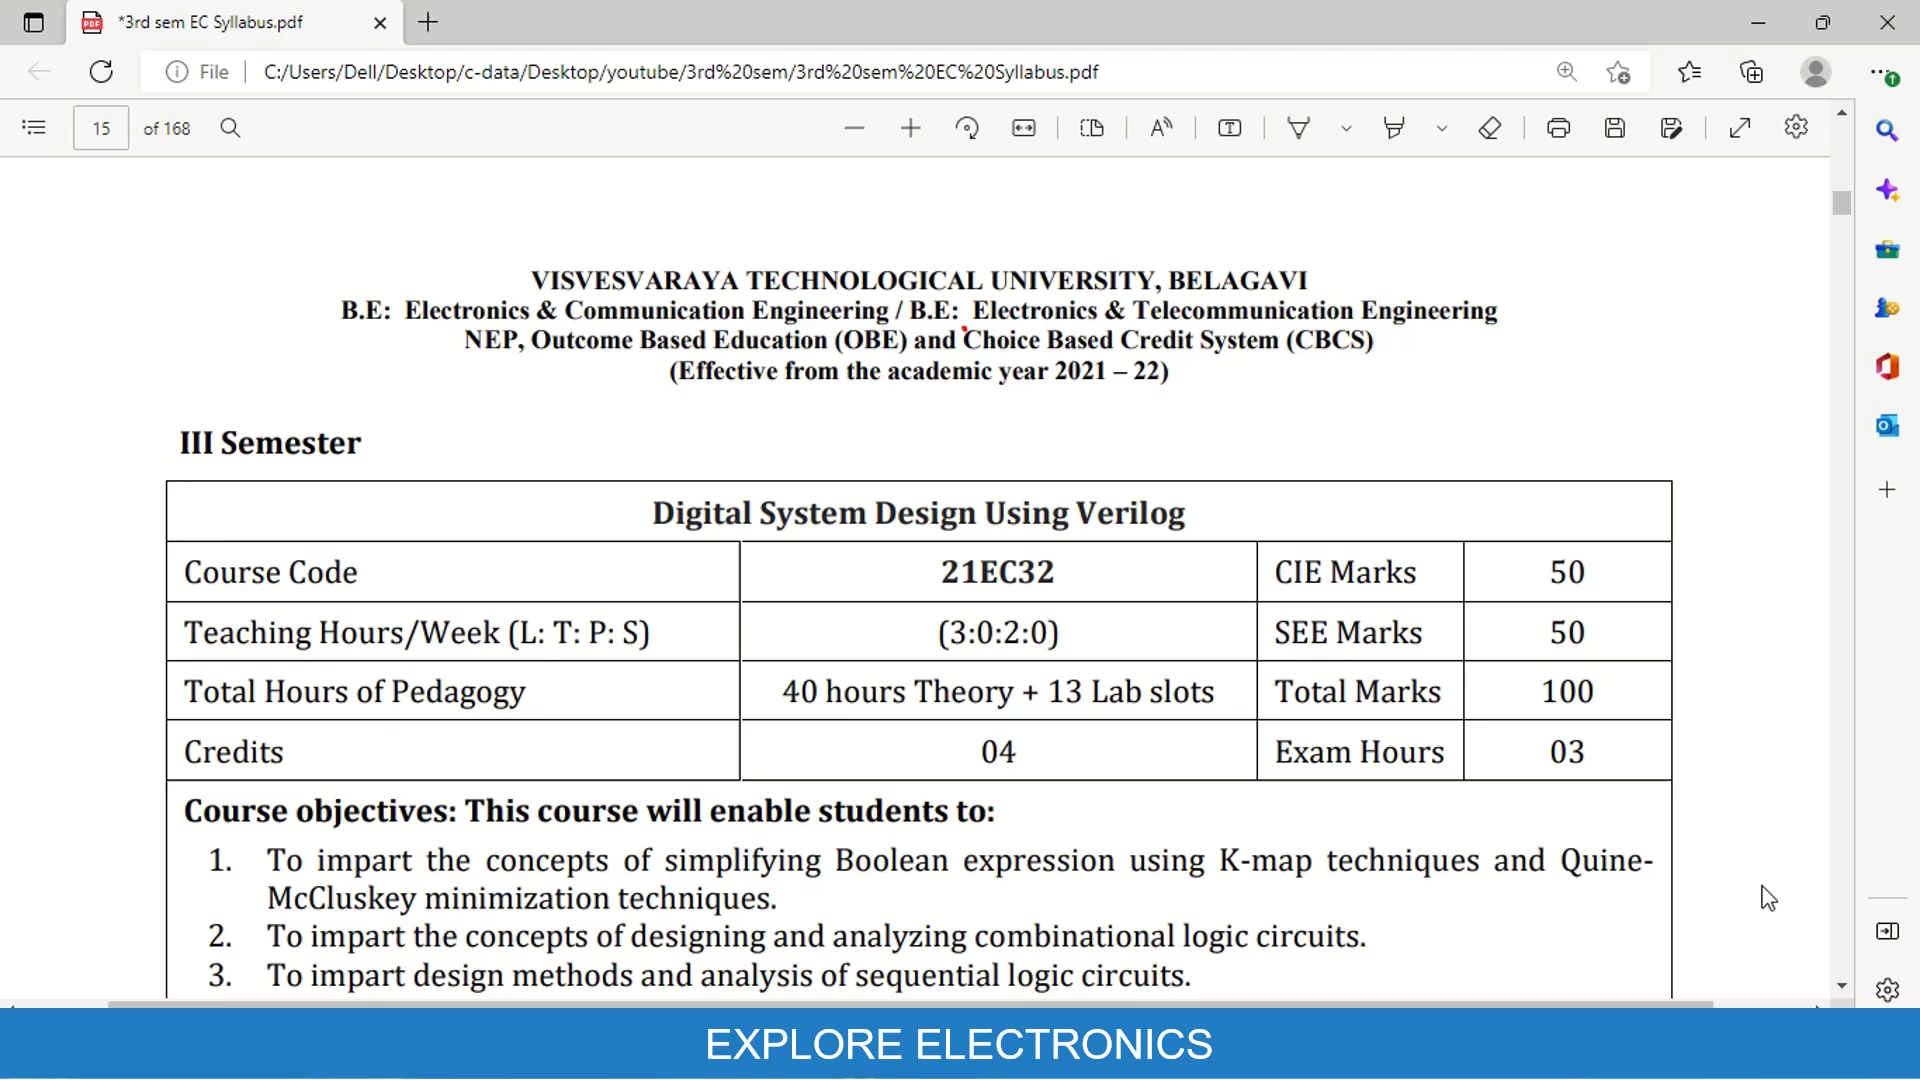 *3rd sem EC Syllabus.pdf
File
C:/Users/Dell/Desktop/c-data/Desktop/youtube/3rd%20sem/3rd%20sem%20EC%20Syllabus.pdf
15 of 168
VISVESVARAYA TECHNOLOGICAL UNIVERSITY, BELAGAVI
B.E: Electronics & Communication Engineering / B.E: Electronics & Telecommunication Engineering
NEP, Outcome Based Education (OBE) and Choice Based Credit System (CBCS)
(Effective from the academic year 2021 – 22)
III Semester
Digital System Design Using Verilog
Course Code 21EC32 CIE Marks 50
Teaching Hours/Week (L: T: P: S) (3:0:2:0) SEE Marks 50
Total Hours of Pedagogy 40 hours Theory + 13 Lab slots Total Marks 100
Credits 04 Exam Hours 03
Course objectives: This course will enable students to:
1. To impart the concepts of simplifying Boolean expression using K-map techniques and Quine-
McCluskey minimization techniques.
2. To impart the concepts of designing and analyzing combinational logic circuits.
3. To impart design methods and analysis of sequential logic circuits.
EXPLORE ELECTRONICS